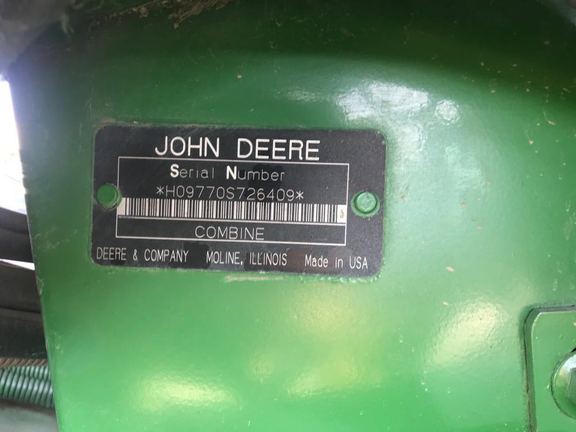 JOHN DEERE
Serial Number
*H09770S726409*
COMBINE
DEERE & COMPANY MOLINE, ILLINOIS Made in USA